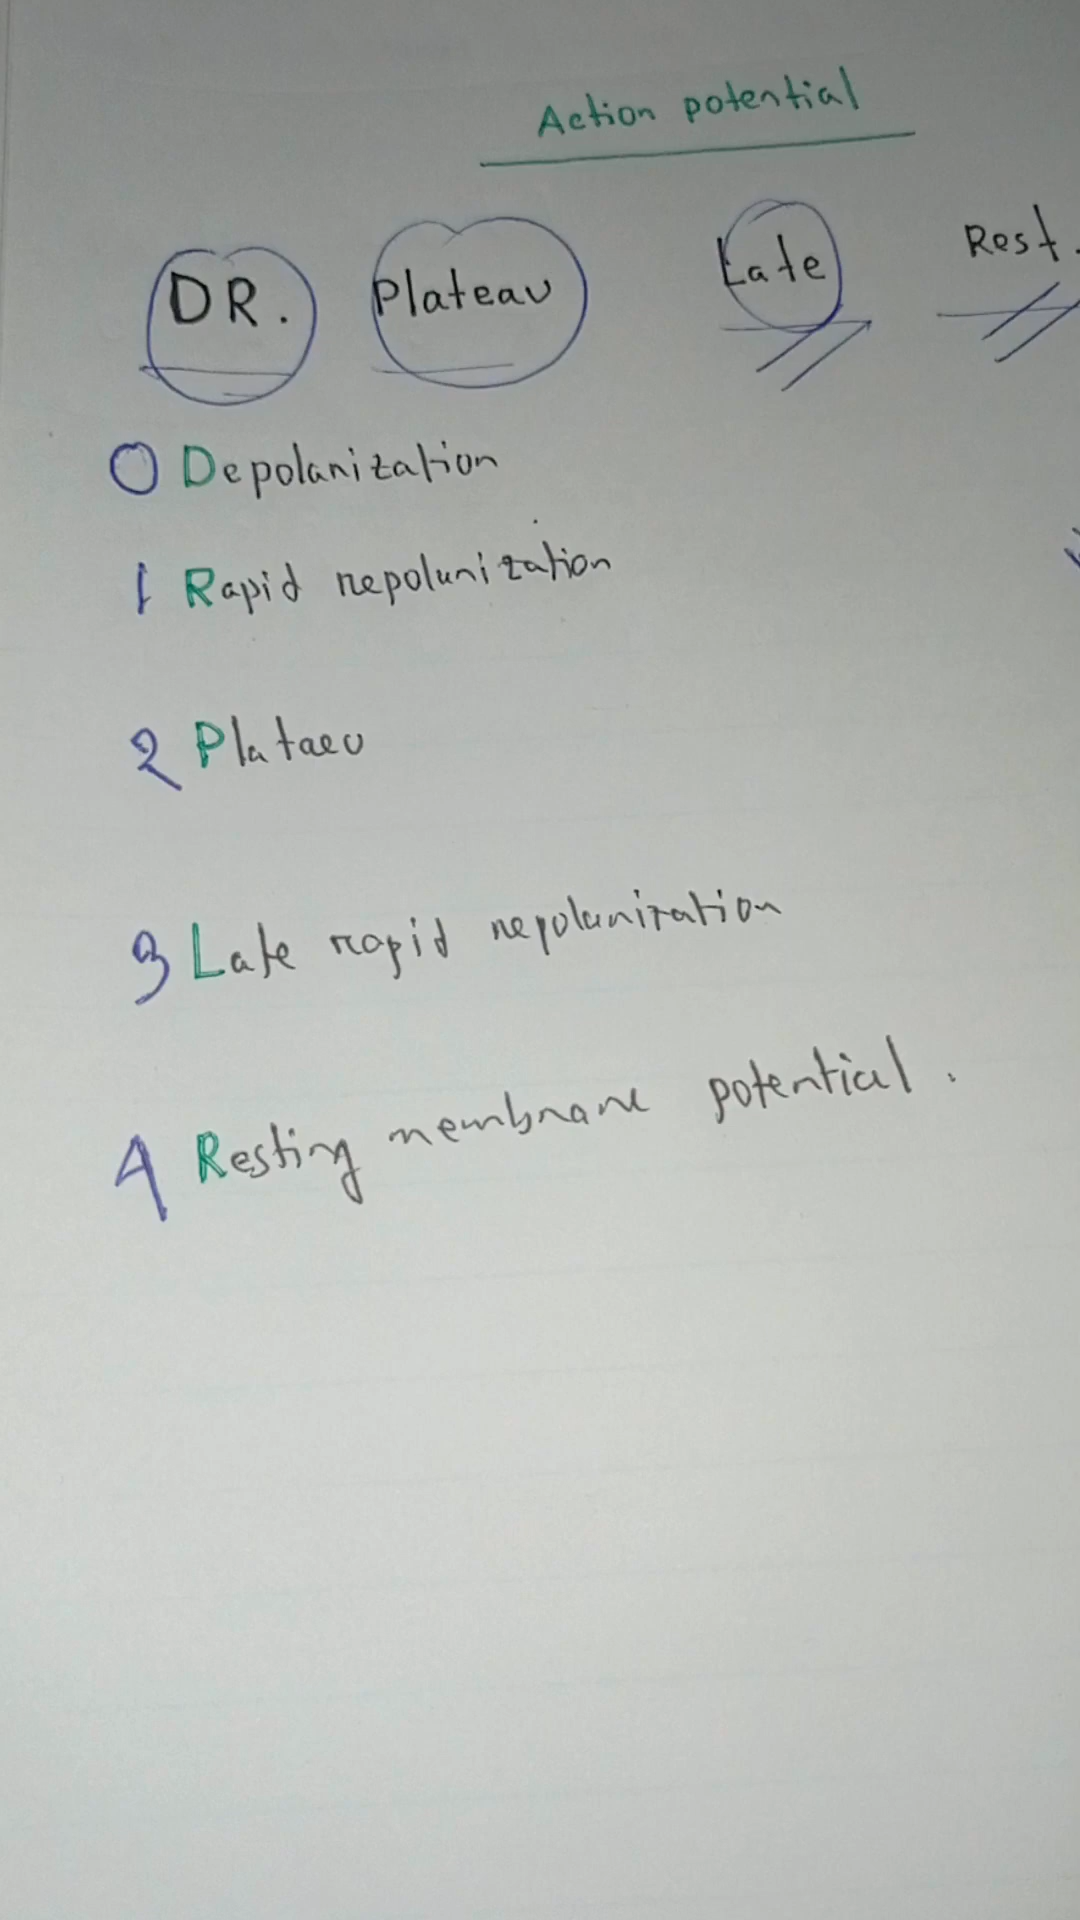 Action potential
DR. Plateau Late Rest.
0 Depolarization
1 Rapid repolarization
2 Plataeu
3 Late rapid repolarization
4 Resting membrane potential.